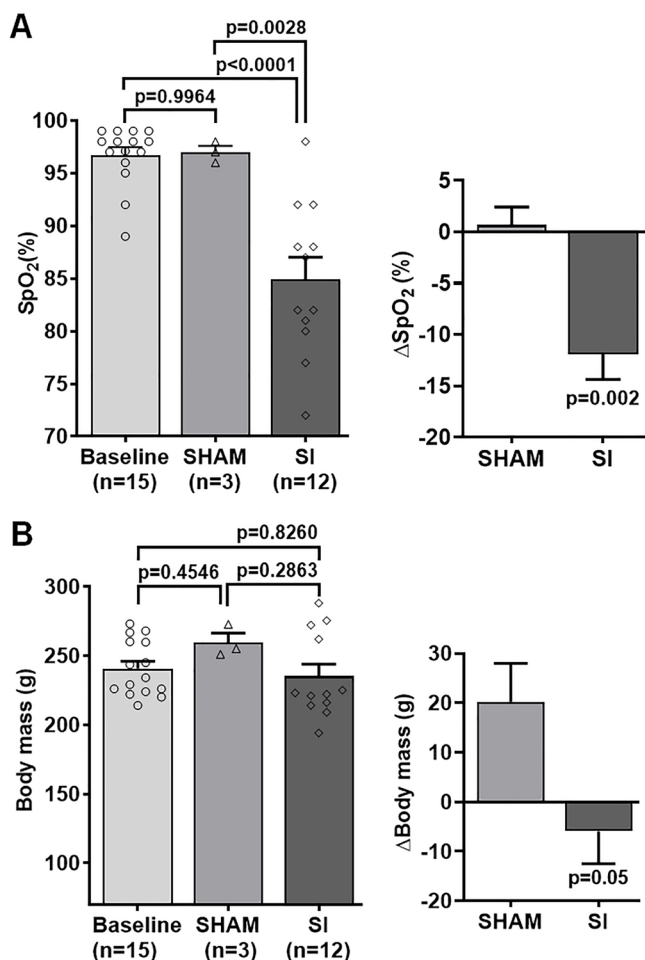 A
p=0.0028
p<0.0001
p=0.9964
SpO2(%)
100
95
90
85
80
75
70
Baseline SHAM SI
(n=15) (n=3) (n=12)
ΔSpO2 (%)
5
0
-5
-10
-15
-20
p=0.002
SHAM SI
B
p=0.8260
p=0.4546 p=0.2863
Body mass (g)
300
250
200
150
100
Baseline SHAM SI
(n=15) (n=3) (n=12)
ΔBody mass (g)
30
20
10
0
-10
-20
p=0.05
SHAM SI